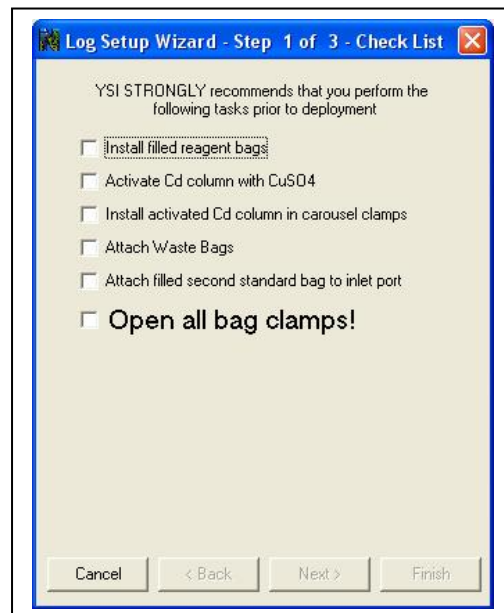 Log Setup Wizard - Step 1 of 3 - Check List
YSI STRONGLY recommends that you perform the
following tasks prior to deployment
Install filled reagent bags
Activate Cd column with CuSO4
Install activated Cd column in carousel clamps
Attach Waste Bags
Attach filled second standard bag to inlet port
Open all bag clamps!
Cancel < Back Next > Finish